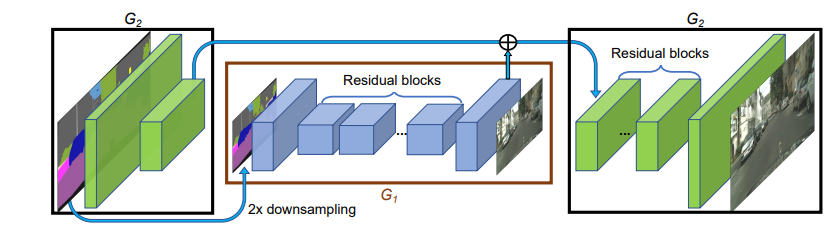 G2
G2
Residual blocks
Residual blocks
...
...
G1
2x downsampling